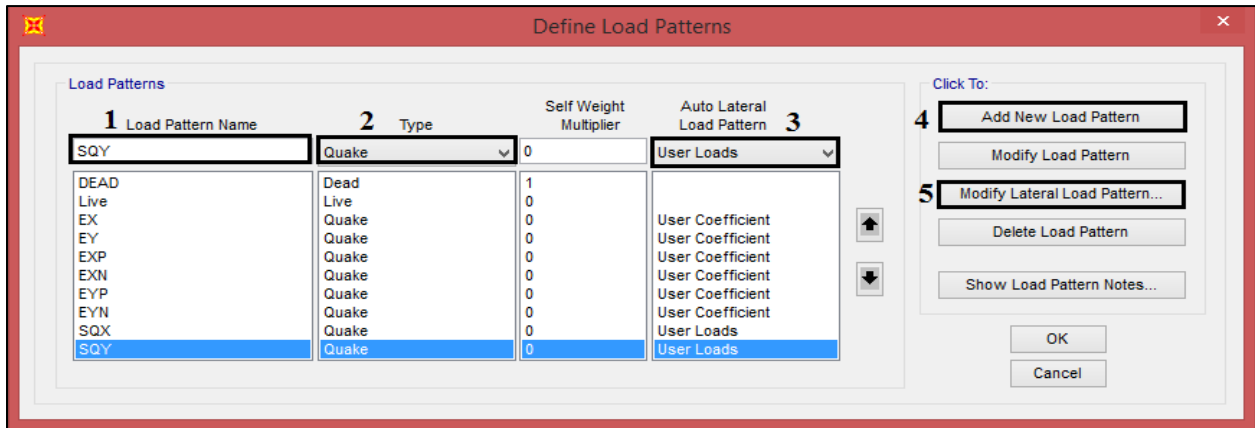 Define Load Patterns
×
Load Patterns
Click To:
1 Load Pattern Name 2 Type Self Weight Multiplier Auto Lateral Load Pattern 3
SQY Quake 0 User Loads
DEAD Dead 1
Live Live 0
EX Quake 0 User Coefficient
EY Quake 0 User Coefficient
EXP Quake 0 User Coefficient
EXN Quake 0 User Coefficient
EYP Quake 0 User Coefficient
EYN Quake 0 User Coefficient
SQX Quake 0 User Loads
SQY Quake 0 User Loads
4 Add New Load Pattern
Modify Load Pattern
5 Modify Lateral Load Pattern...
Delete Load Pattern
Show Load Pattern Notes...
OK
Cancel